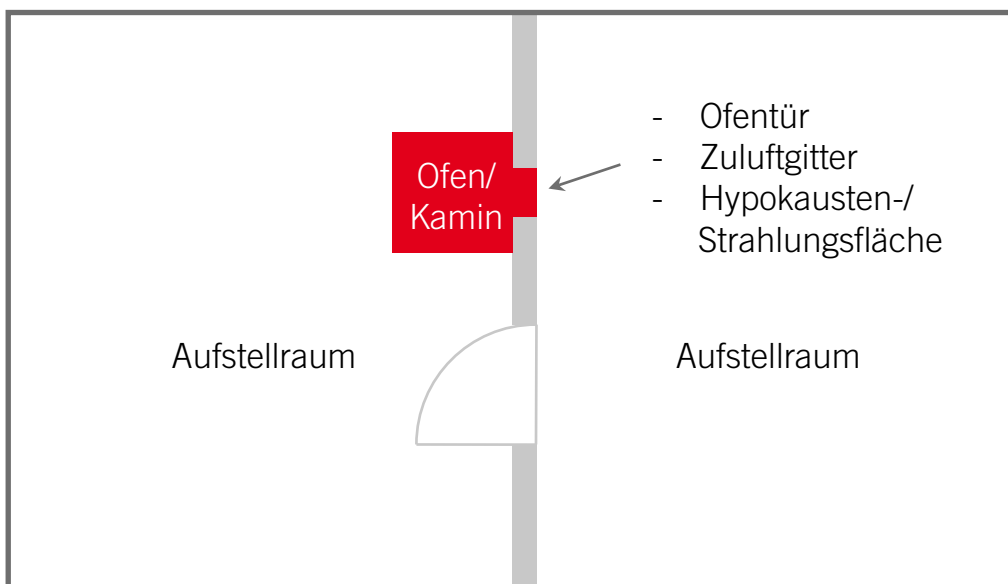 Ofen/
Kamin
- Ofentür
- Zuluftgitter
- Hypokausten-/
Strahlungsfläche
Aufstellraum
Aufstellraum